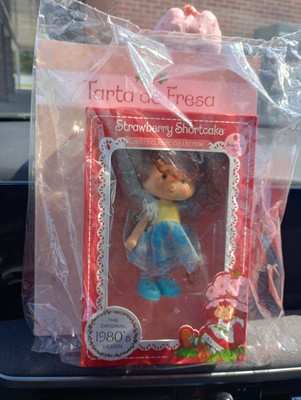 Tarta de Fresa
Strawberry Shortcake
THE
ORIGINAL
1980's
DESIGN